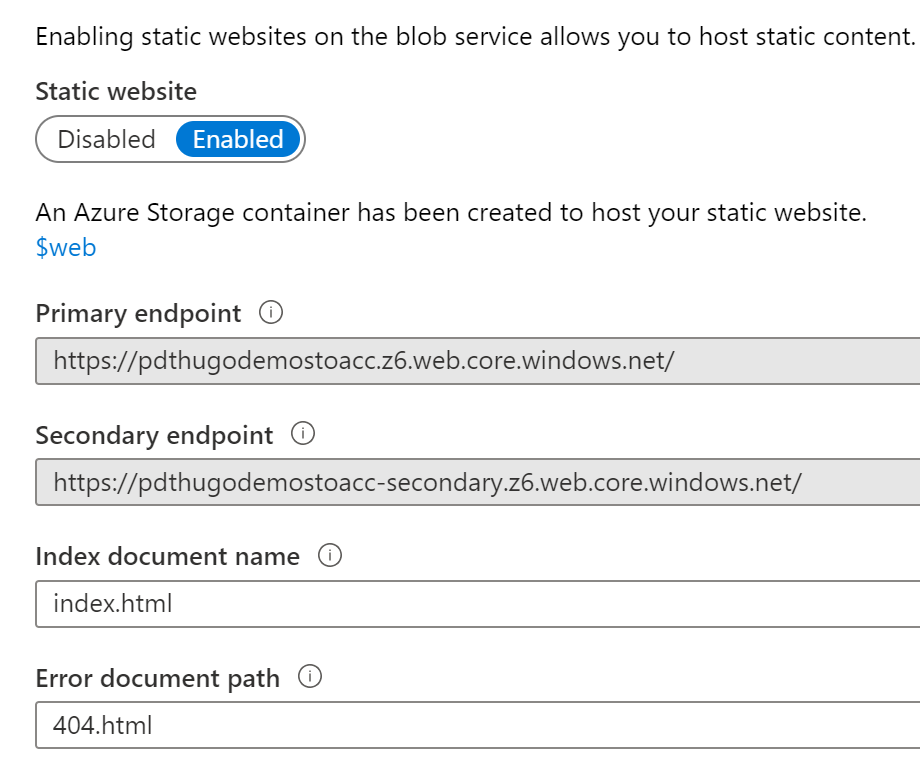 Enabling static websites on the blob service allows you to host static content.
Static website
Disabled Enabled
An Azure Storage container has been created to host your static website.
$web
Primary endpoint
https://pdthugodemostoacc.z6.web.core.windows.net/
Secondary endpoint
https://pdthugodemostoacc-secondary.z6.web.core.windows.net/
Index document name
index.html
Error document path
404.html